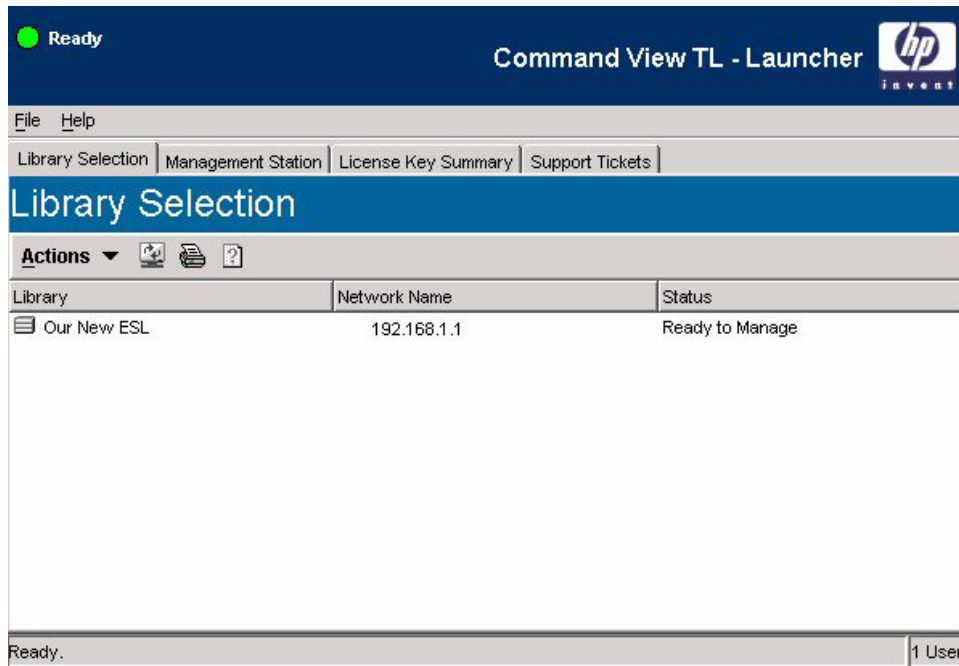 Ready
Command View TL - Launcher
hp
invent
File Help
Library Selection Management Station License Key Summary Support Tickets
Library Selection
Actions
Library Network Name Status
Our New ESL 192.168.1.1 Ready to Manage
Ready. 1 User